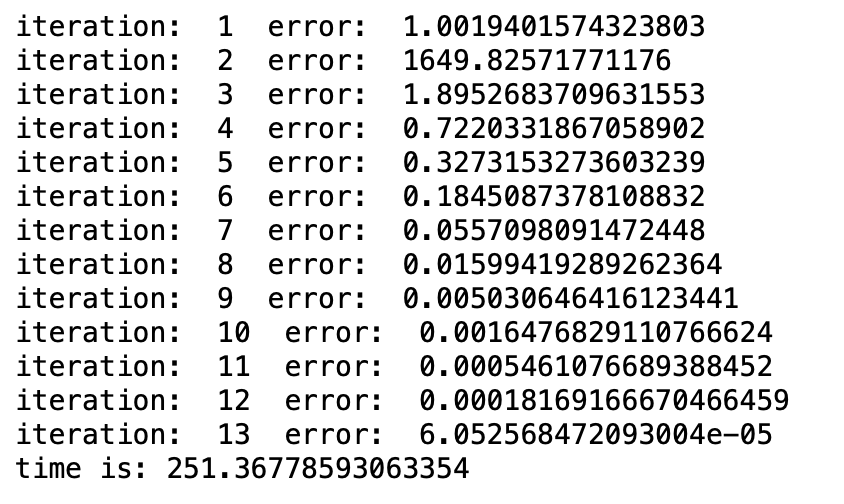 iteration:  1  error:  1.0019401574323803
iteration:  2  error:  1649.82571771176
iteration:  3  error:  1.8952683709631553
iteration:  4  error:  0.7220331867058902
iteration:  5  error:  0.3273153273603239
iteration:  6  error:  0.1845087378108832
iteration:  7  error:  0.0557098091472448
iteration:  8  error:  0.01599419289262364
iteration:  9  error:  0.005030646416123441
iteration:  10  error:  0.0016476829110766624
iteration:  11  error:  0.0005461076689388452
iteration:  12  error:  0.00018169166670466459
iteration:  13  error:  6.052568472093004e-05
time is: 251.36778593063354